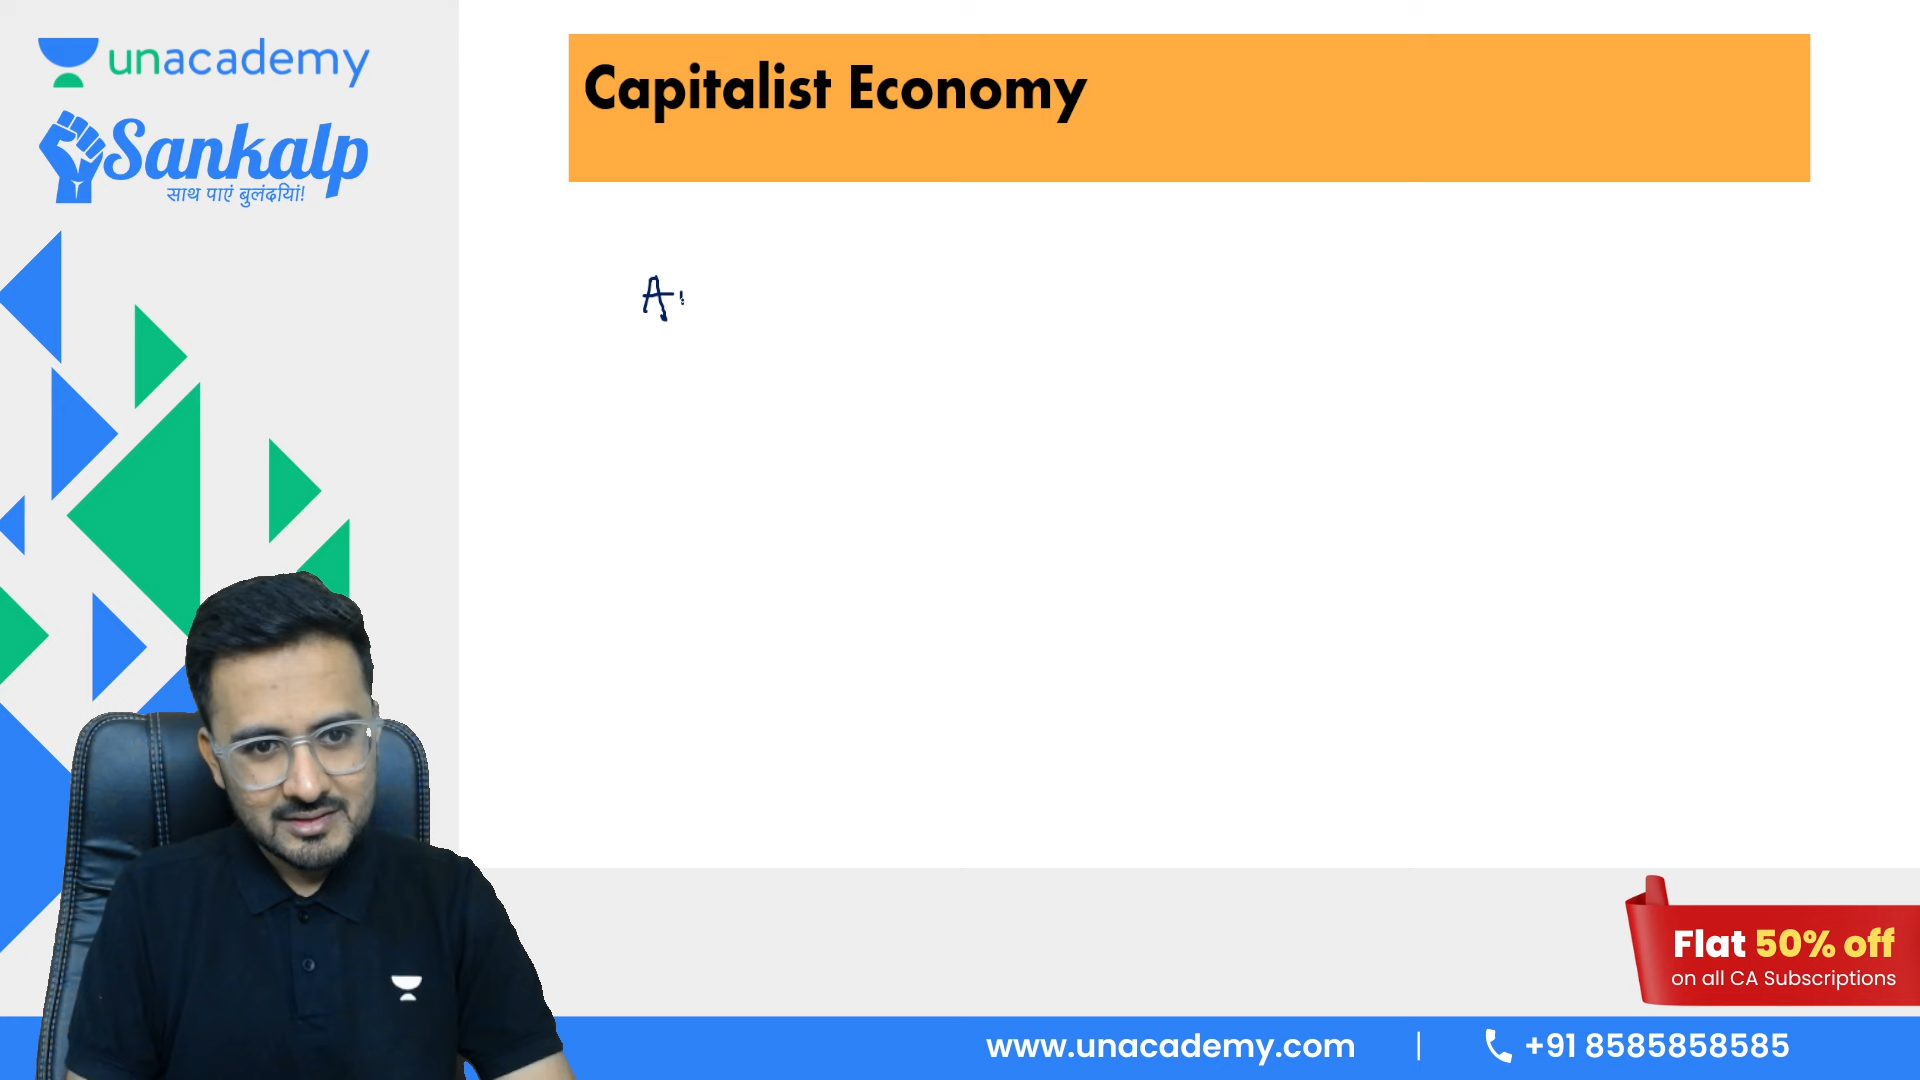 unacademy
Sankalp
साथ पाएं बुलंदियां!
Capitalist Economy
A
Flat 50% off
on all CA Subscriptions
www.unacademy.com | +91 8585858585